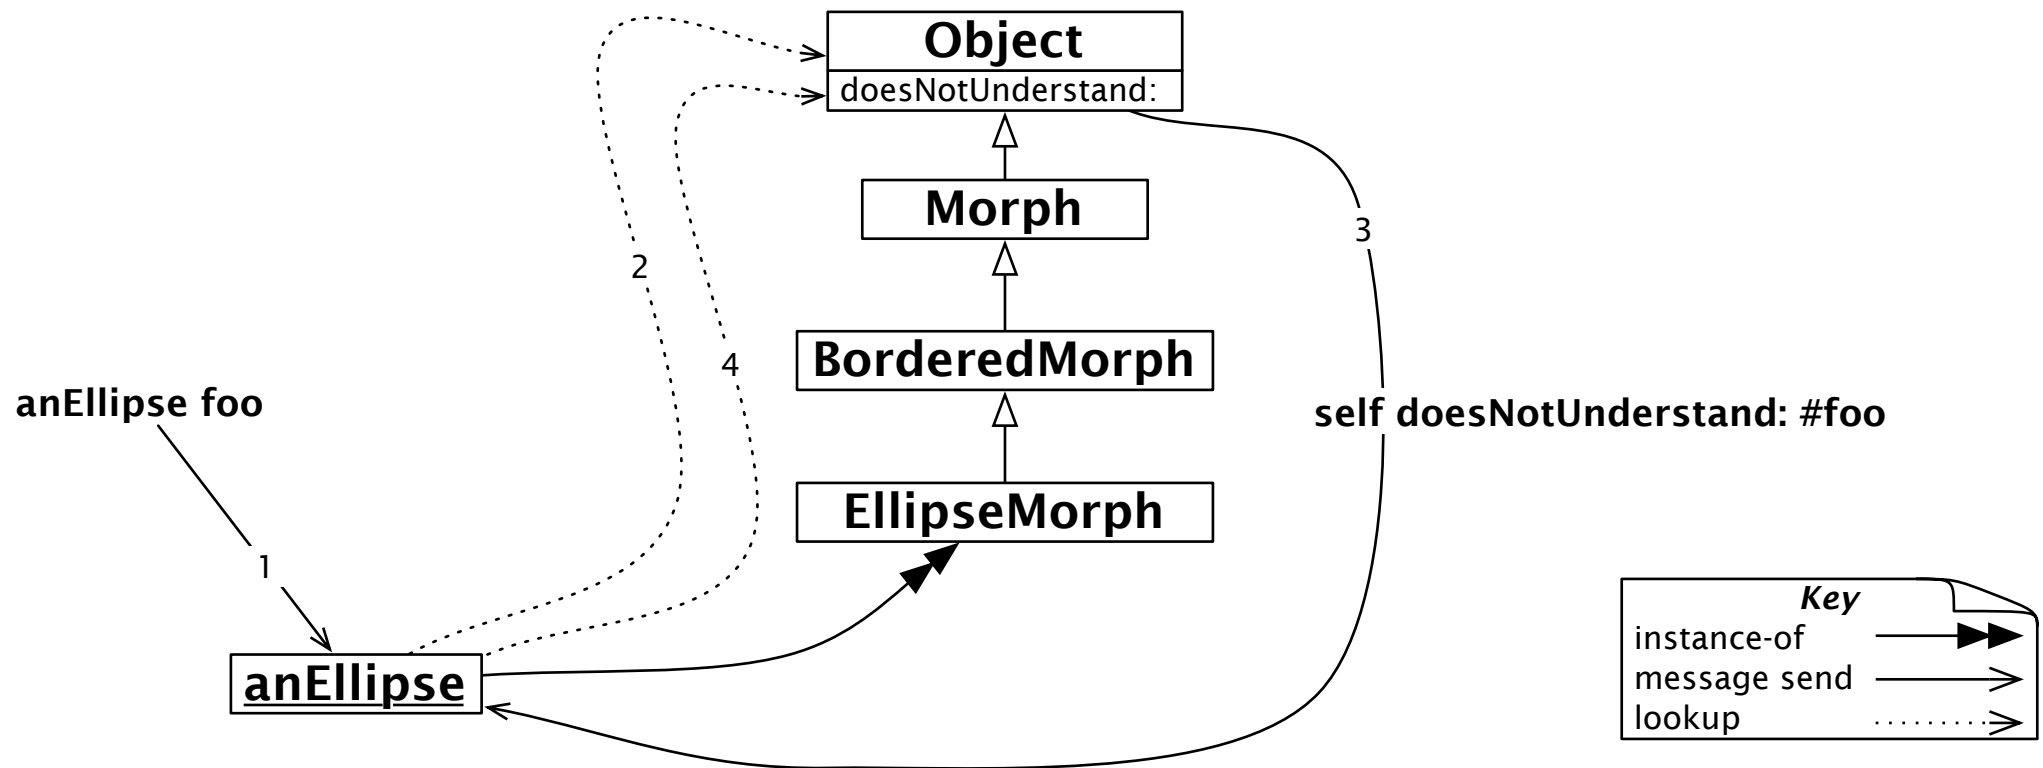 Object
doesNotUnderstand:
Morph
3
2
BorderedMorph
4
anEllipse foo
self doesNotUnderstand: #foo
EllipseMorph
1
anEllipse
Key
instance-of
message send
lookup